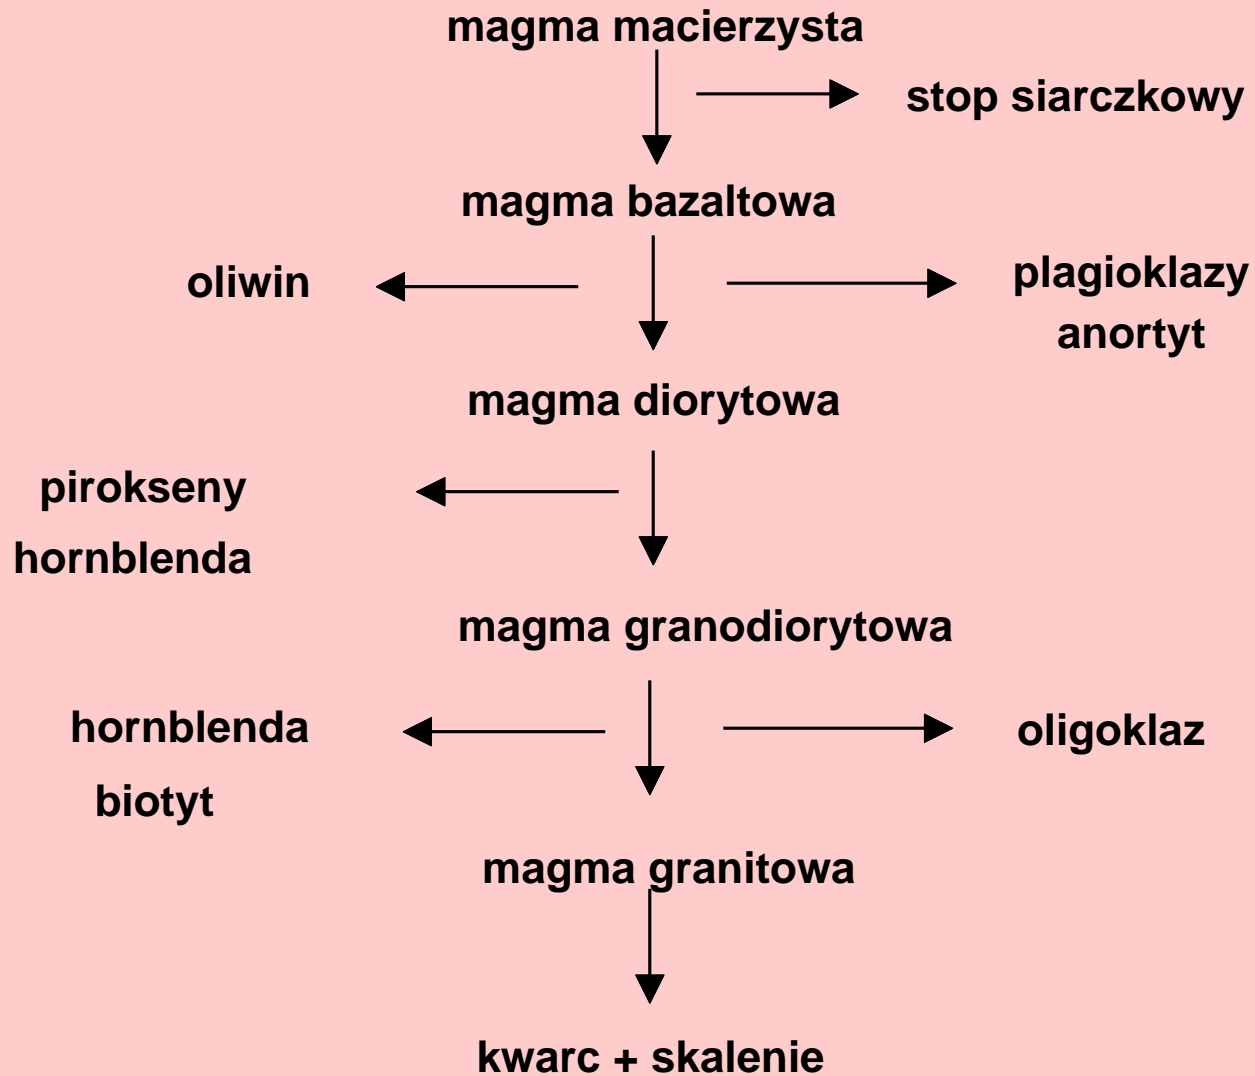 magma macierzysta
stop siarczkowy
magma bazaltowa
oliwin
plagioklazy
anortyt
magma diorytowa
pirokseny
hornblenda
magma granodiorytowa
hornblenda
biotyt
oligoklaz
magma granitowa
kwarc + skalenie